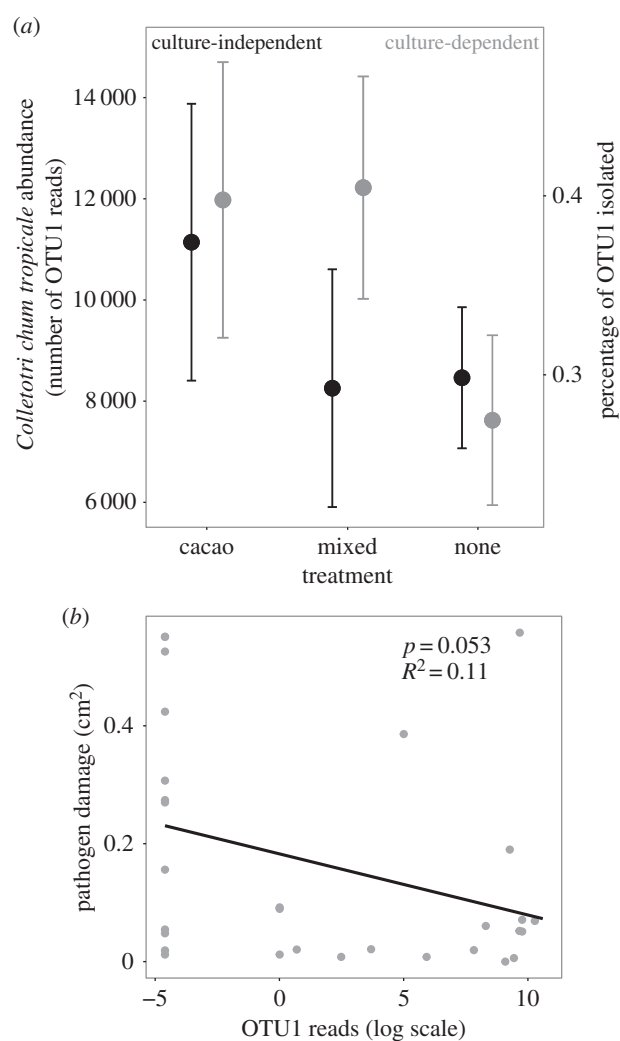 (a)
culture-independent
culture-dependent
Colletotri chum tropicale abundance
(number of OTU1 reads)
14 000
12 000
10 000
8 000
6 000
0.4
0.3
percentage of OTU1 isolated
cacao
mixed
none
treatment
(b)
p = 0.053
R² = 0.11
pathogen damage (cm²)
0.4
0.2
0
−5
0
5
10
OTU1 reads (log scale)